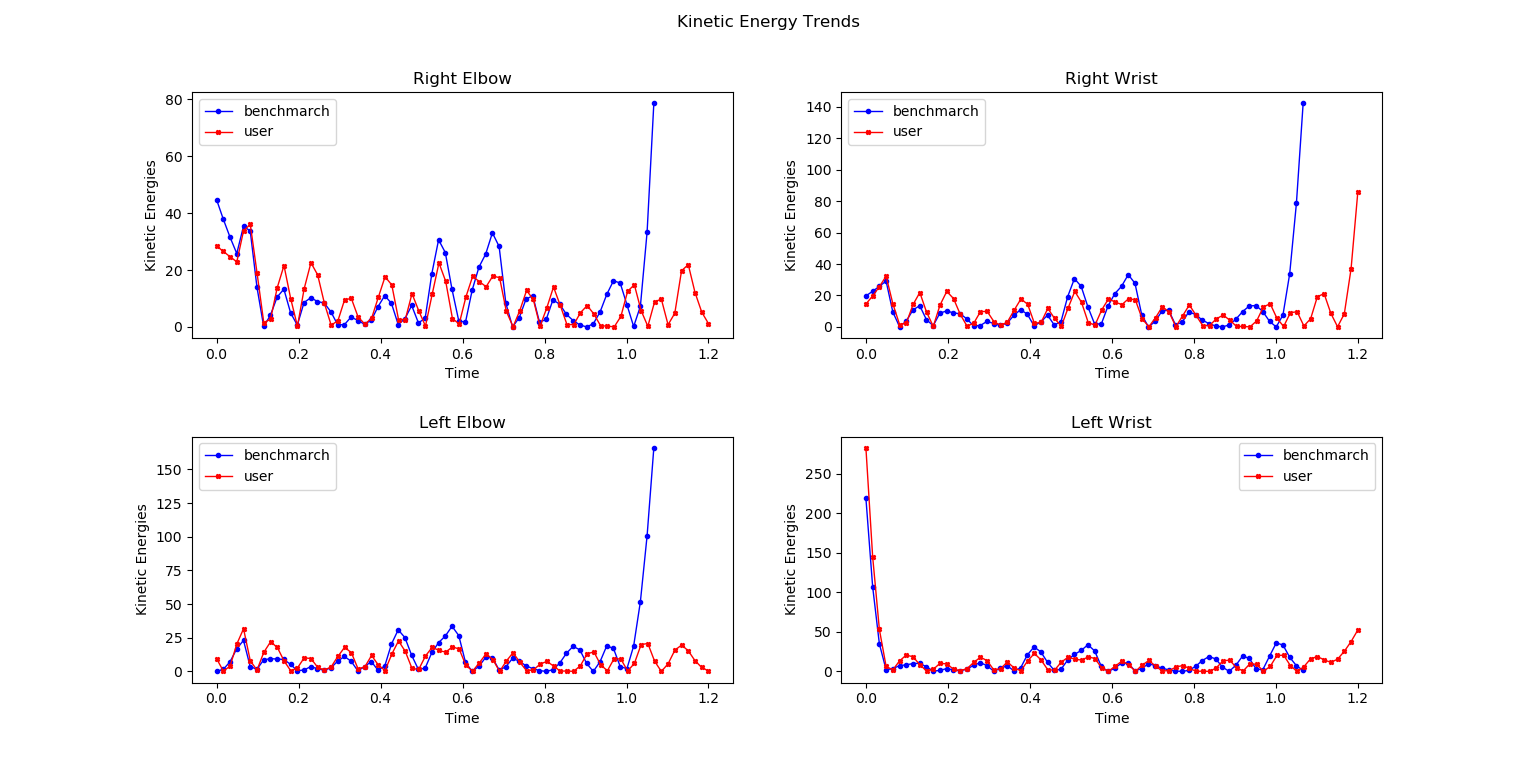 Kinetic Energy Trends
Right Elbow
benchmarch
user
Kinetic Energies
80
60
40
20
0
0.0 0.2 0.4 0.6 0.8 1.0 1.2
Time
Right Wrist
benchmarch
user
Kinetic Energies
140
120
100
80
60
40
20
0
0.0 0.2 0.4 0.6 0.8 1.0 1.2
Time
Left Elbow
benchmarch
user
Kinetic Energies
150
125
100
75
50
25
0
0.0 0.2 0.4 0.6 0.8 1.0 1.2
Time
Left Wrist
benchmarch
user
Kinetic Energies
250
200
150
100
50
0
0.0 0.2 0.4 0.6 0.8 1.0 1.2
Time